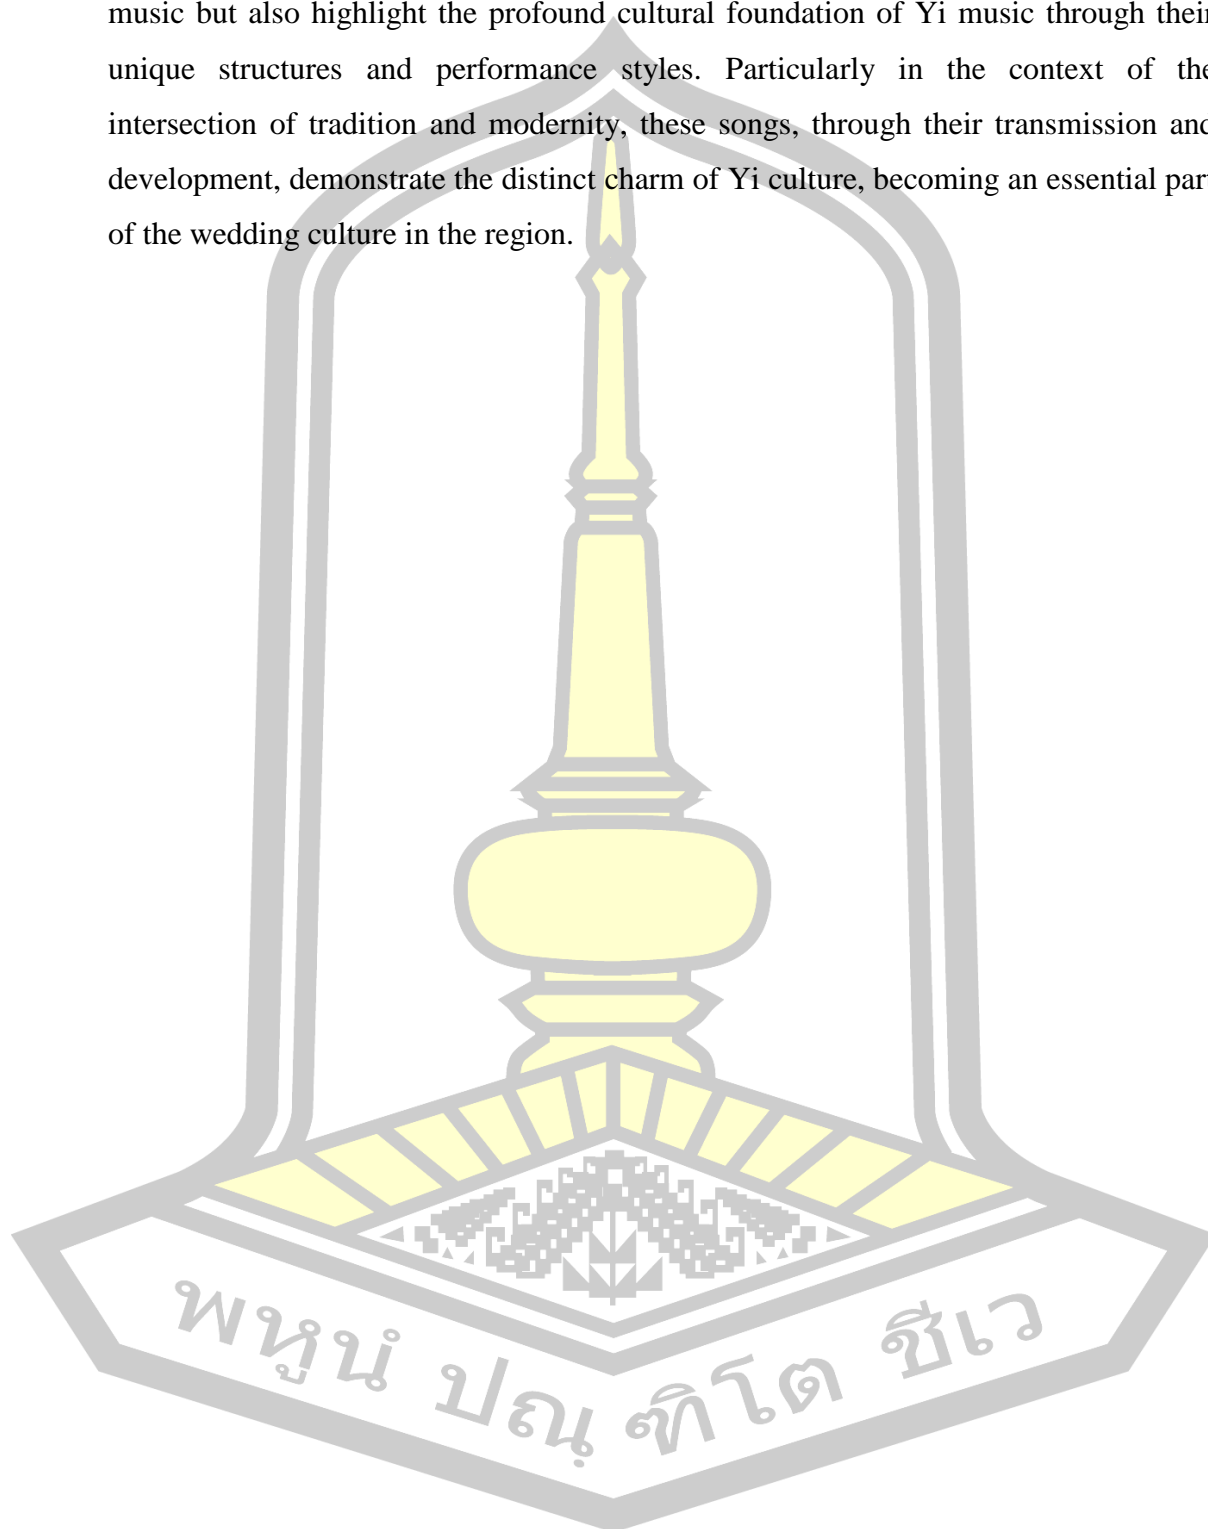 music but also highlight the profound cultural foundation of Yi music through their
unique structures and performance styles. Particularly in the context of the
intersection of tradition and modernity, these songs, through their transmission and
development, demonstrate the distinct charm of Yi culture, becoming an essential part
of the wedding culture in the region.
พหูนํ ปณฺฑิโต ชีเว